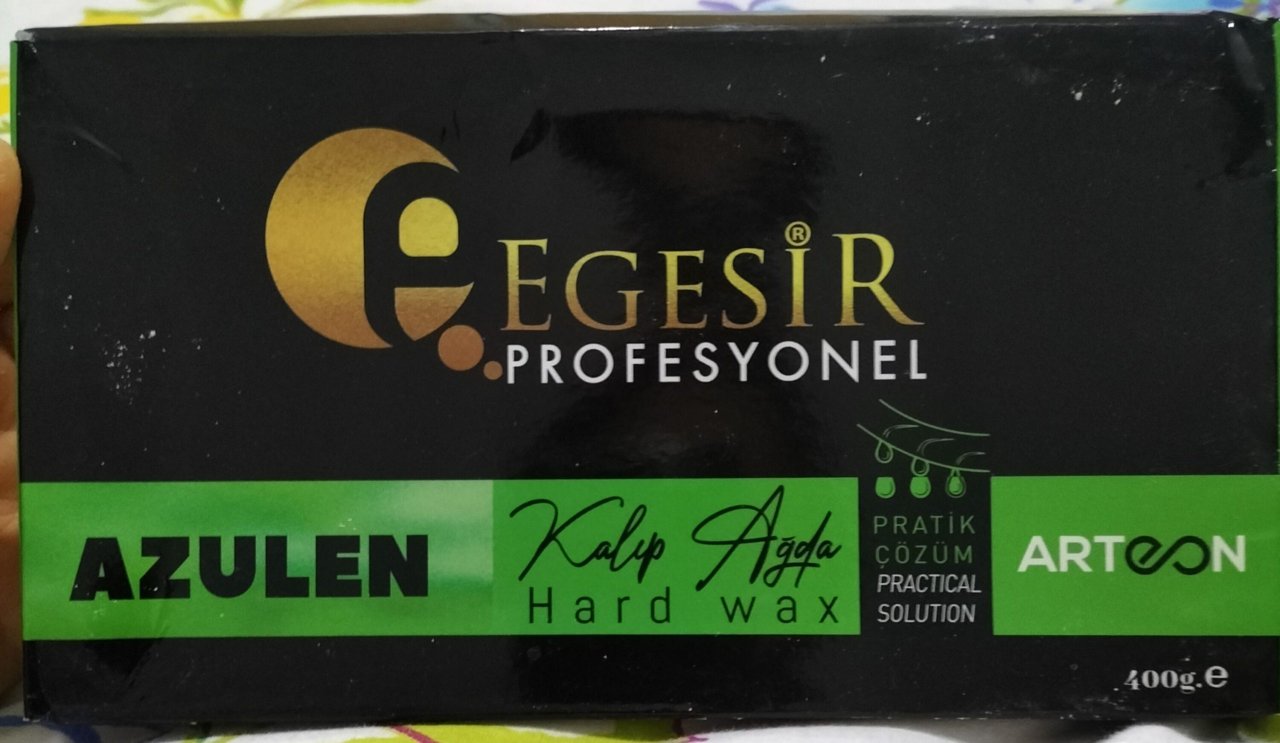 EGESİR®
PROFESYONEL
AZULEN
Kalıp Ağda
Hard wax
PRATİK
ÇÖZÜM
PRACTICAL
SOLUTION
ARTEON
400g.e